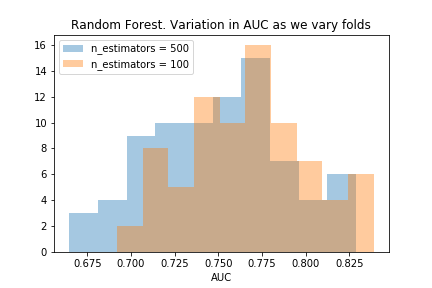 Random Forest. Variation in AUC as we vary folds
n_estimators = 500
n_estimators = 100
16
14
12
10
8
6
4
2
0
0.675 0.700 0.725 0.750 0.775 0.800 0.825
AUC